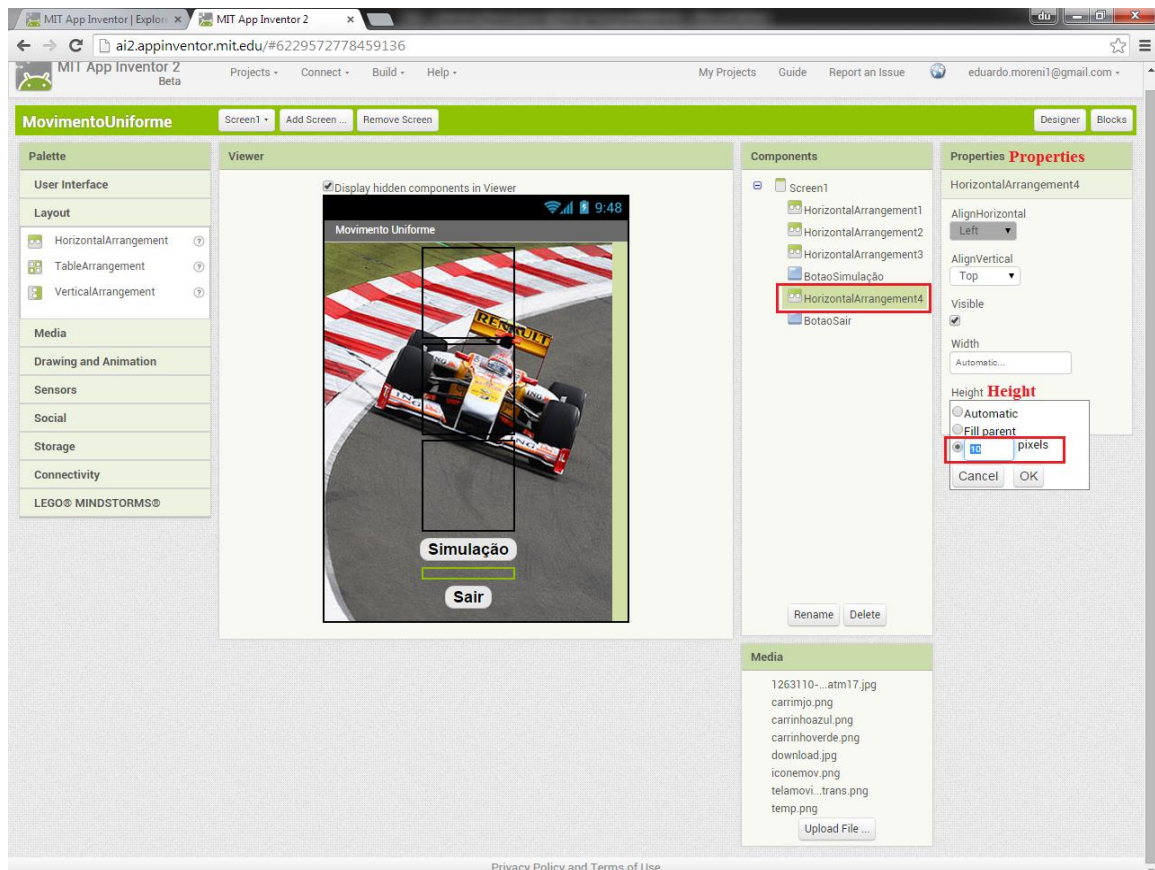 MIT App Inventor | Explor
MIT App Inventor 2
du
ai2.appinventor.mit.edu/#6229572778459136
MIT App Inventor 2
Beta
Projects
Connect
Build
Help
My Projects
Guide
Report an Issue
eduardo.moreni1@gmail.com
MovimentoUniforme
Screen1
Add Screen ...
Remove Screen
Designer
Blocks
Palette
User Interface
Layout
HorizontalArrangement
TableArrangement
VerticalArrangement
Media
Drawing and Animation
Sensors
Social
Storage
Connectivity
LEGO® MINDSTORMS®
Viewer
Display hidden components in Viewer
9:48
Movimento Uniforme
RENAULT
ING
ING
Simulação
Sair
Components
Screen1
HorizontalArrangement1
HorizontalArrangement2
HorizontalArrangement3
BotaoSimulação
HorizontalArrangement4
BotaoSair
Rename
Delete
Media
1263110-...atm17.jpg
carrimjo.png
carrinhoazul.png
carrinhoverde.png
download.jpg
iconemov.png
telamovi...trans.png
temp.png
Upload File ...
Properties Properties
HorizontalArrangement4
AlignHorizontal
Left
AlignVertical
Top
Visible
Width
Automatic...
Height Height
Automatic
Fill parent
10 pixels
Cancel
OK
Privacy Policy and Terms of Use